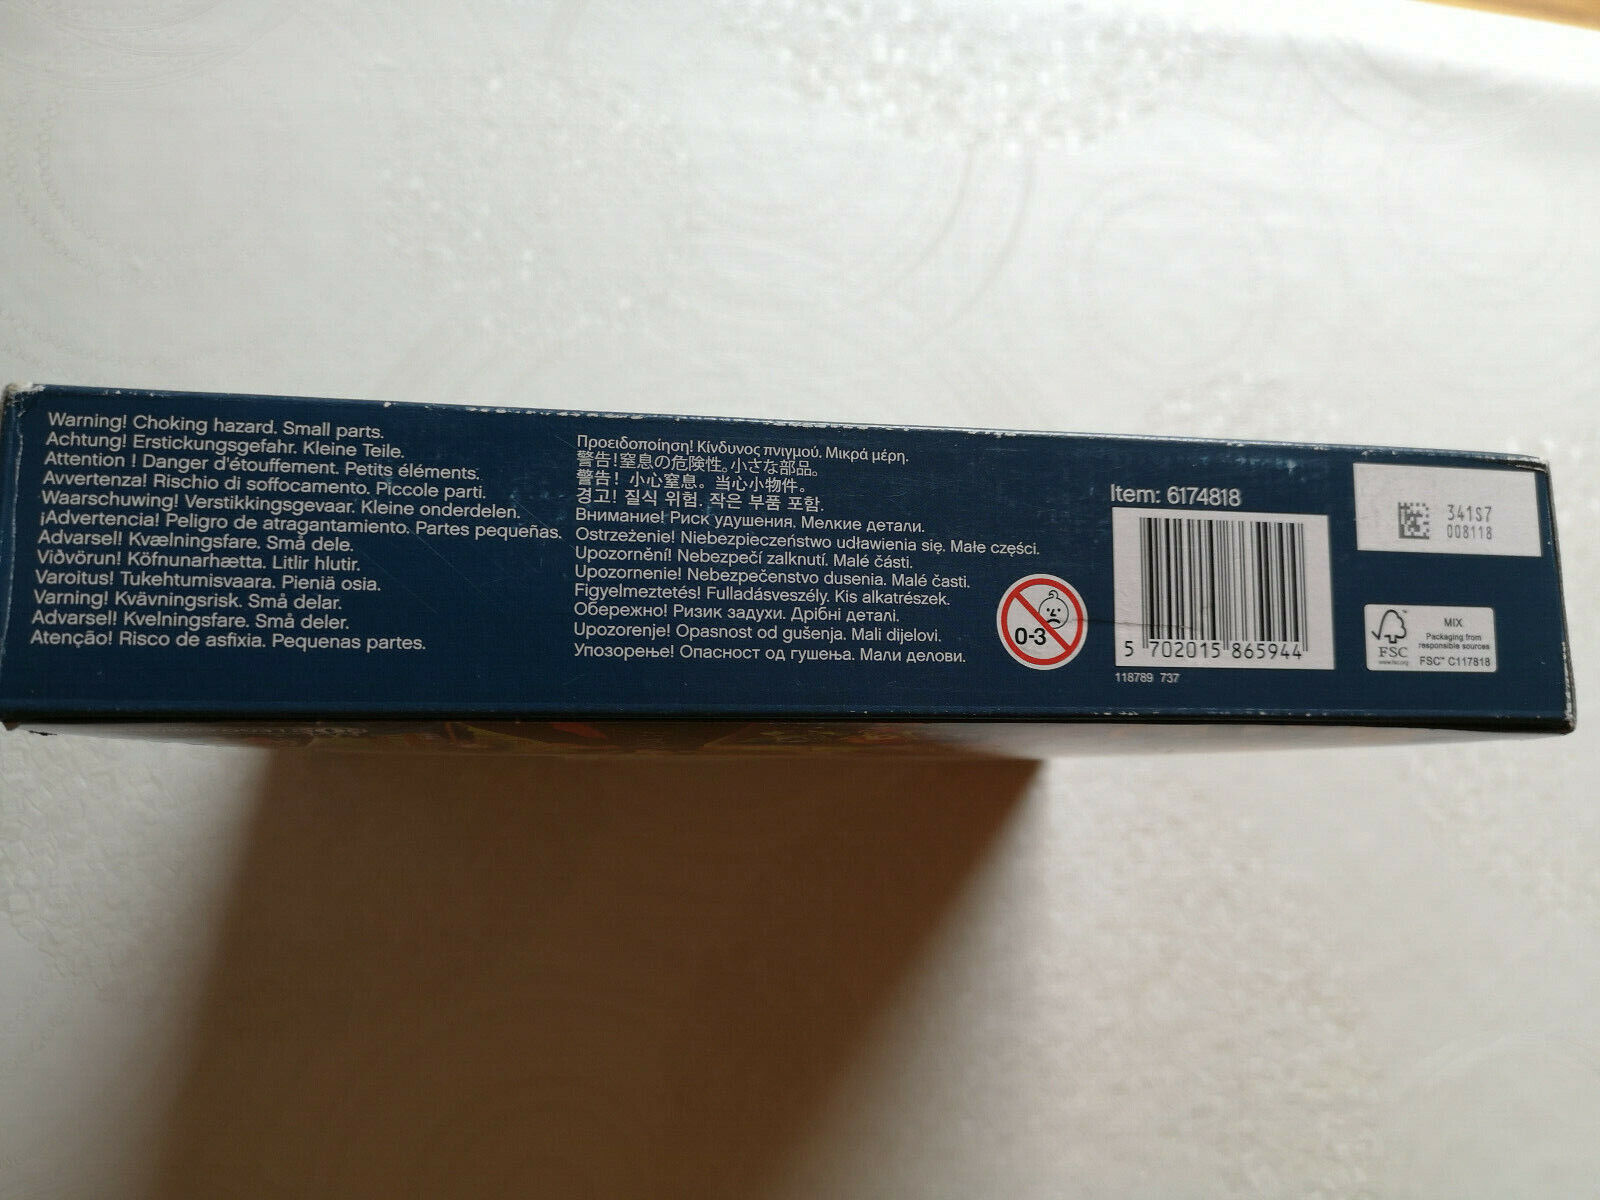 Warning! Choking hazard. Small parts.
Achtung! Erstickungsgefahr. Kleine Teile.
Attention ! Danger d'étouffement. Petits éléments.
Avvertenza! Rischio di soffocamento. Piccole parti.
Waarschuwing! Verstikkingsgevaar. Kleine onderdelen.
¡Advertencia! Peligro de atragantamiento. Partes pequeñas.
Advarsel! Kvælningsfare. Små dele.
Viðvörun! Köfnunarhætta. Litlir hlutir.
Varoitus! Tukehtumisvaara. Pieniä osia.
Varning! Kvävningsrisk. Små delar.
Advarsel! Kvelningsfare. Små deler.
Atenção! Risco de asfixia. Pequenas partes.
Προειδοποίηση! Κίνδυνος πνιγμού. Μικρά μέρη.
警告!窒息の危険性。小さな部品。
警告！小心窒息。当心小物件。
경고! 질식 위험. 작은 부품 포함.
Внимание! Риск удушения. Мелкие детали.
Ostrzeżenie! Niebezpieczeństwo udławienia się. Małe części.
Upozornění! Nebezpečí zalknutí. Malé části.
Upozornenie! Nebezpečenstvo dusenia. Malé časti.
Figyelmeztetés! Fulladásveszély. Kis alkatrészek.
Обережно! Ризик задухи. Дрібні деталі.
Upozorenje! Opasnost od gušenja. Mali dijelovi.
Упозорење! Опасност од гушења. Мали делови.
0-3
Item: 6174818
5 702015 865944
118789 737
341S7
008118
FSC
www.fsc.org
MIX
Packaging from
responsible sources
FSC™ C117818